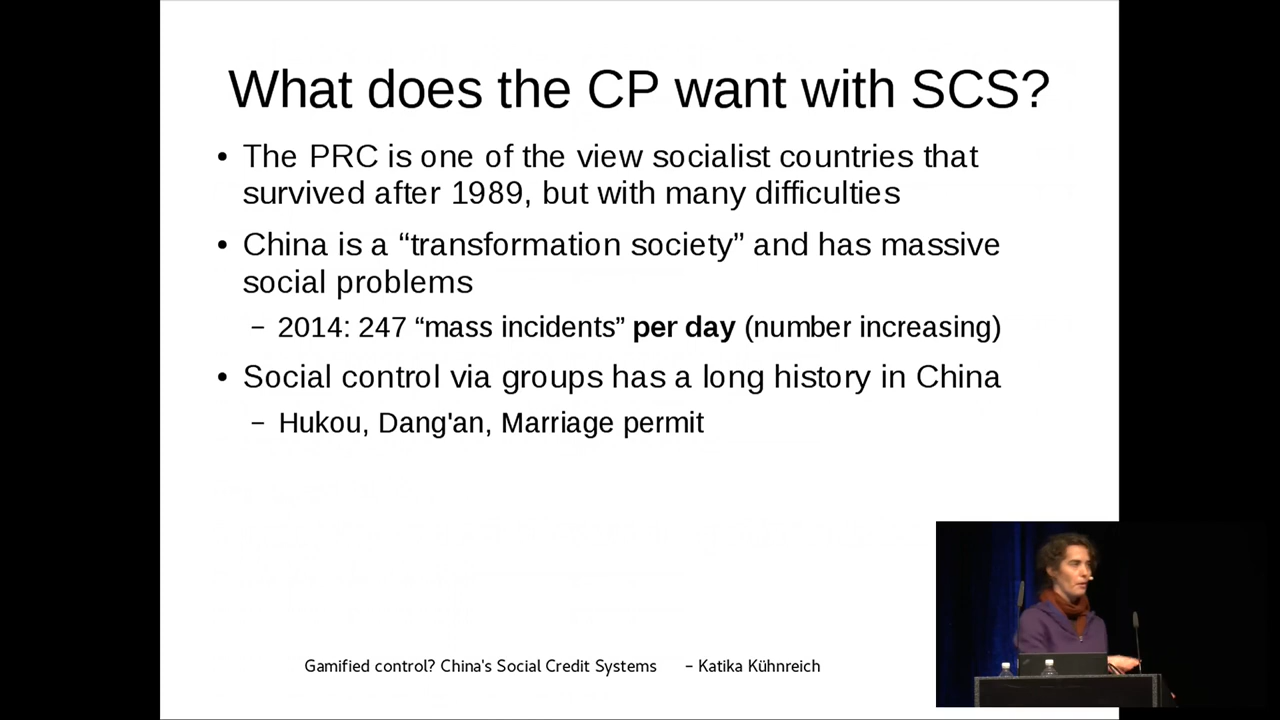 What does the CP want with SCS?
• The PRC is one of the view socialist countries that
survived after 1989, but with many difficulties
• China is a “transformation society” and has massive
social problems
– 2014: 247 “mass incidents” per day (number increasing)
• Social control via groups has a long history in China
– Hukou, Dang'an, Marriage permit
Gamified control? China's Social Credit Systems – Katika Kühnreich